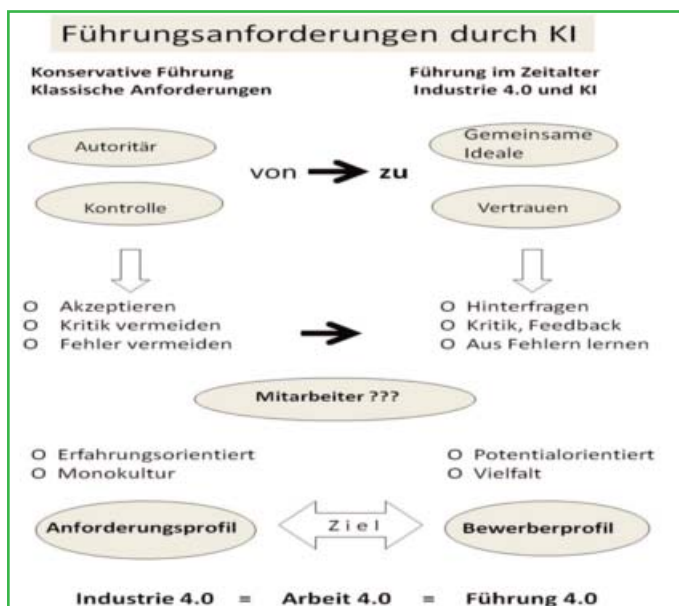 Führungsanforderungen durch KI
Konservative Führung
Klassische Anforderungen
Führung im Zeitalter
Industrie 4.0 und KI
Autoritär
Kontrolle
von
zu
Gemeinsame
Ideale
Vertrauen
O Akzeptieren
O Kritik vermeiden
O Fehler vermeiden
O Hinterfragen
O Kritik, Feedback
O Aus Fehlern lernen
Mitarbeiter ???
O Erfahrungsorientiert
O Monokultur
O Potentialorientiert
O Vielfalt
Anforderungsprofil
Ziel
Bewerberprofil
Industrie 4.0 = Arbeit 4.0 = Führung 4.0